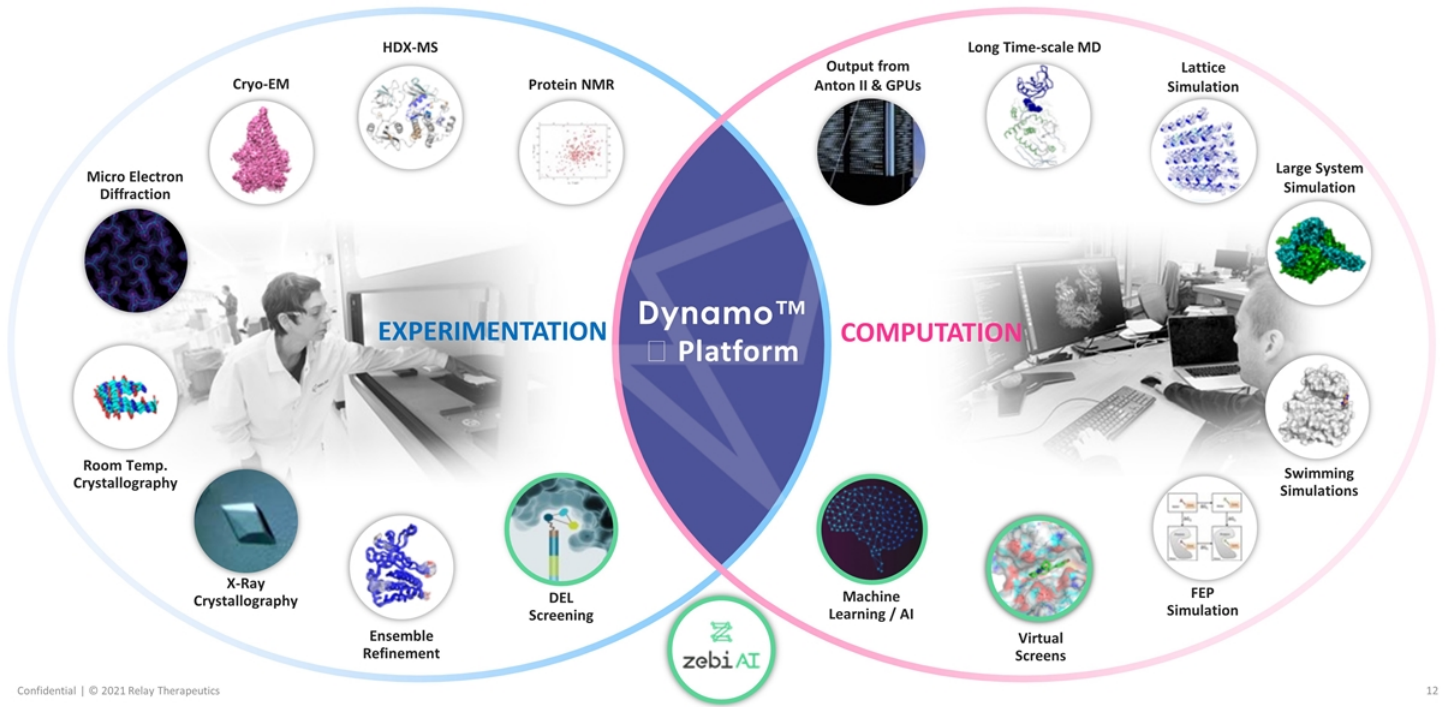 HDX-MS
Cryo-EM
Protein NMR
Micro Electron
Diffraction
EXPERIMENTATION
Room Temp.
Crystallography
X-Ray
Crystallography
Ensemble
Refinement
DEL
Screening
Dynamo™
Platform
zebiAI
Output from
Anton II & GPUs
Long Time-scale MD
Lattice
Simulation
Large System
Simulation
COMPUTATION
Swimming
Simulations
FEP
Simulation
Virtual
Screens
Machine
Learning / AI
Confidential | © 2021 Relay Therapeutics
12